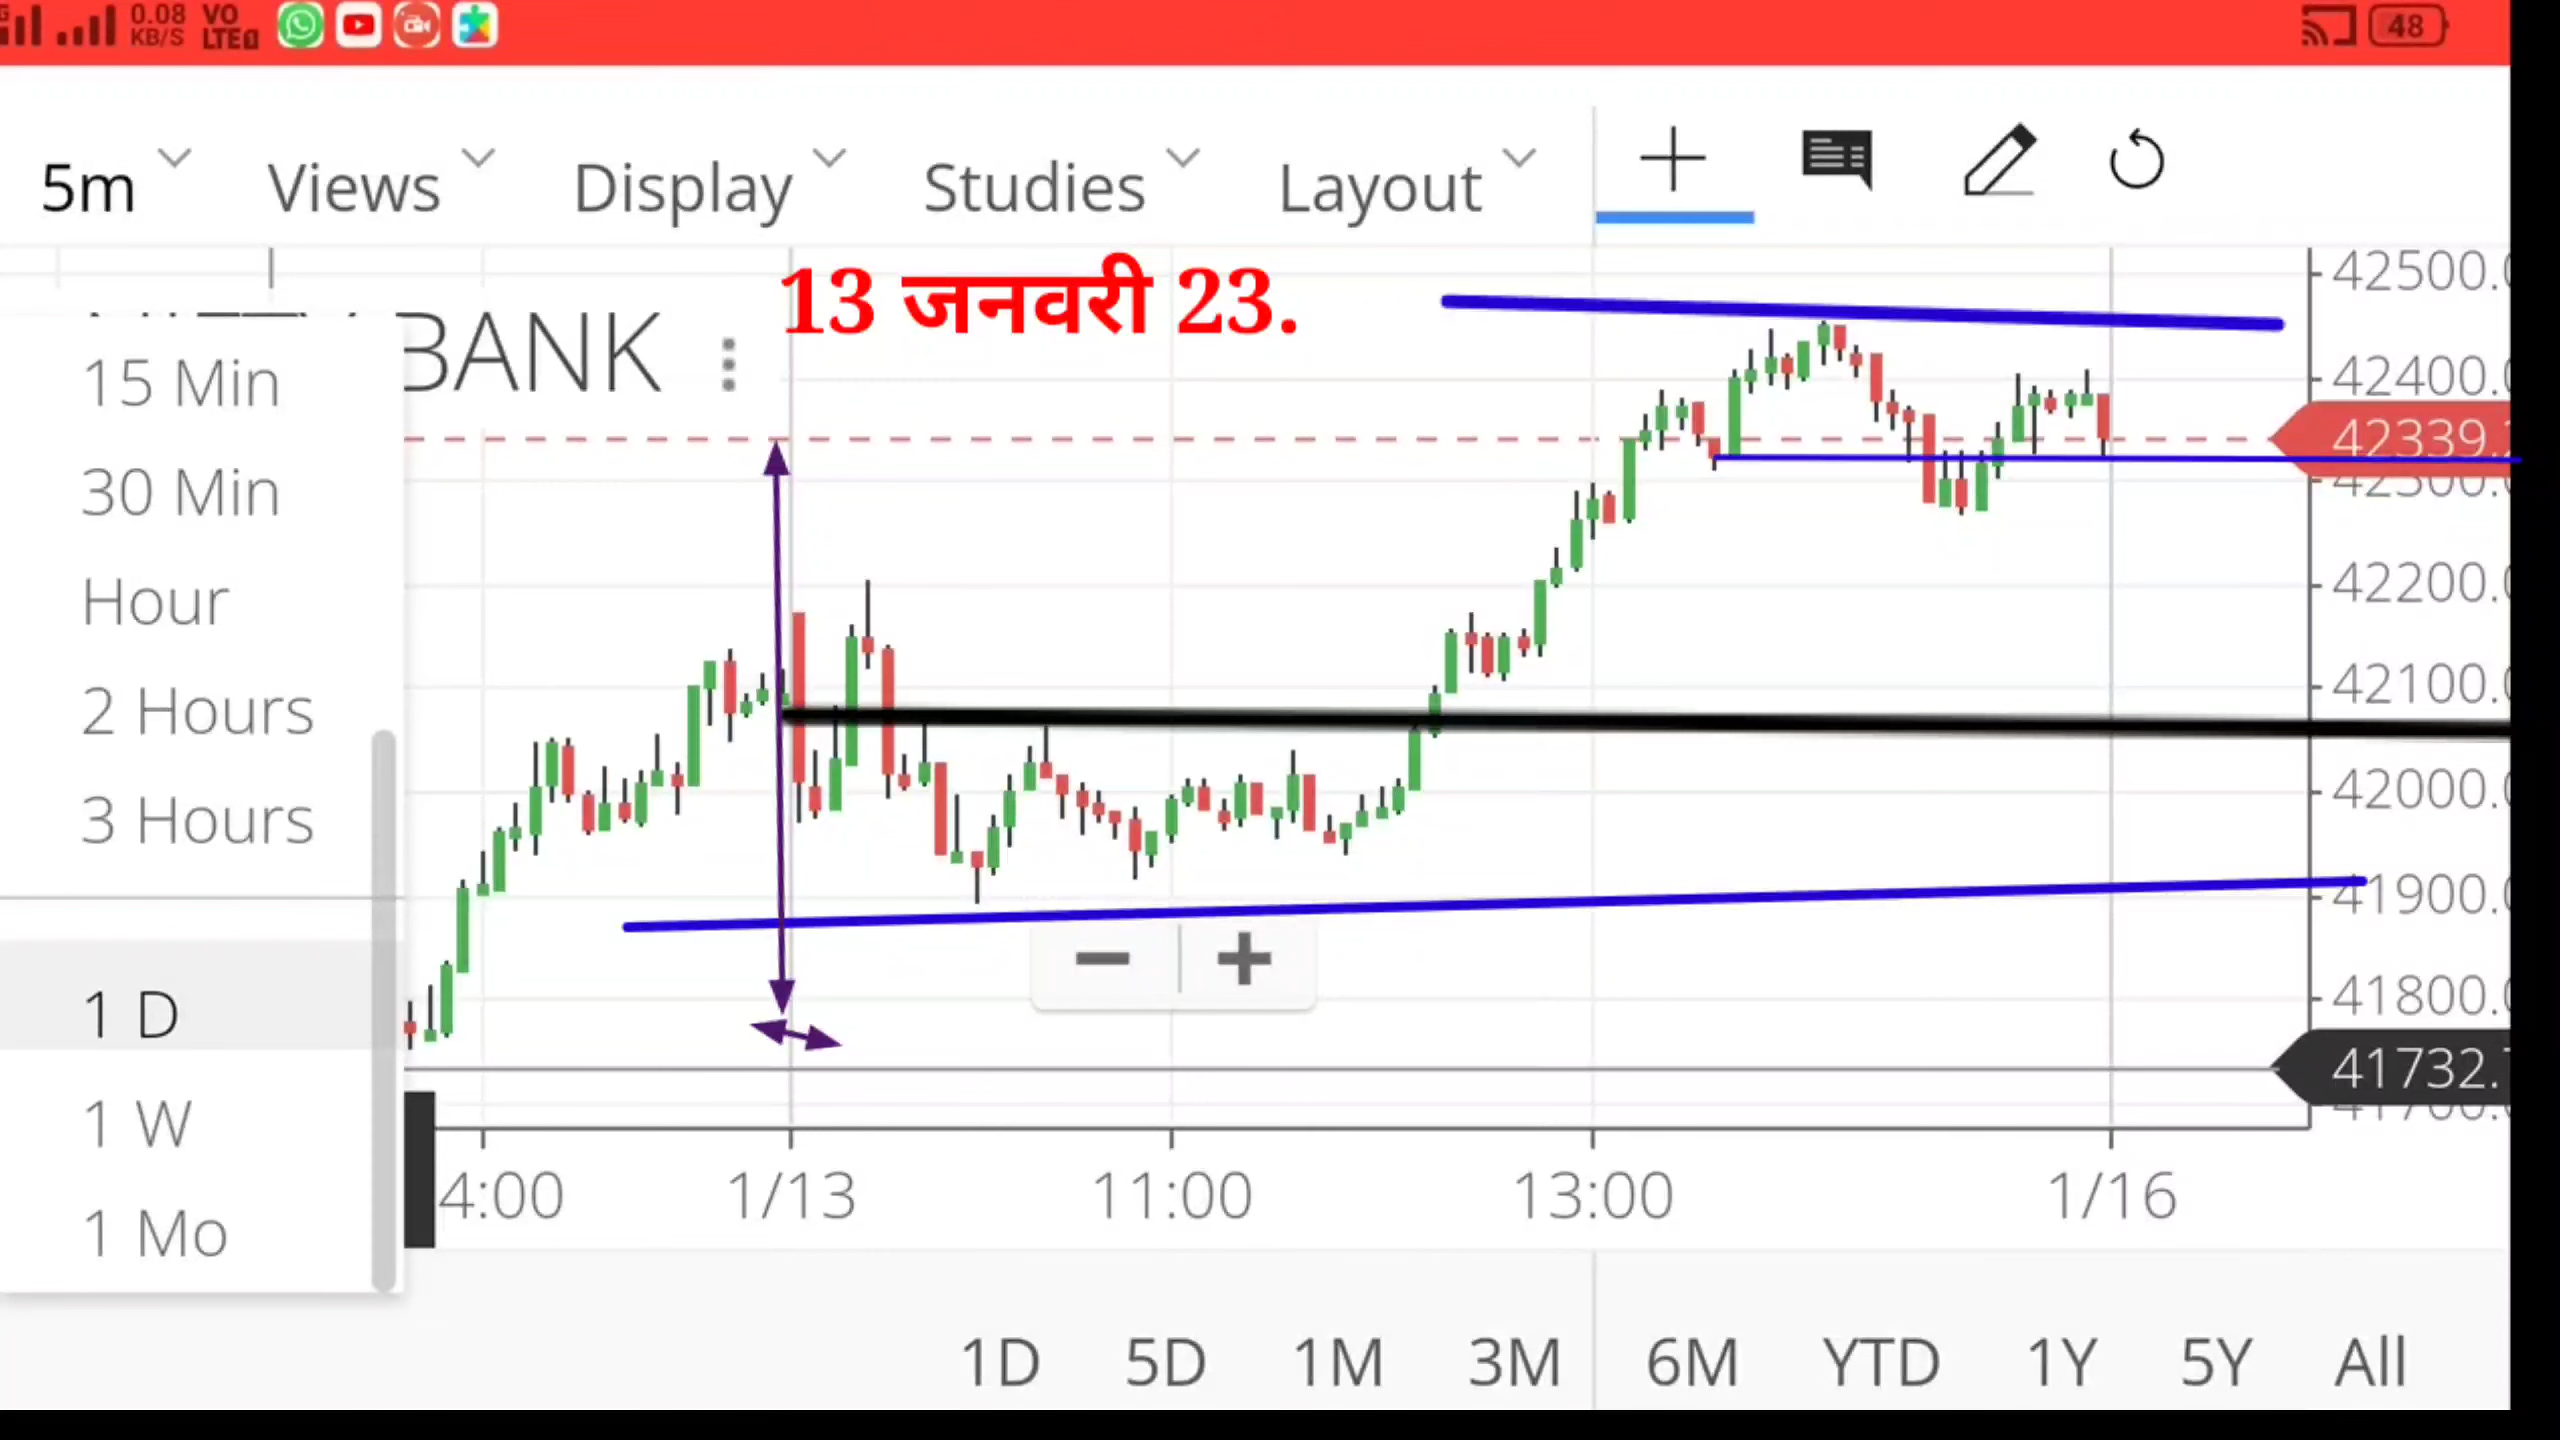 0.08
KB/S
VO
LTE
48
5m
Views
Display
Studies
Layout
13 जनवरी 23.
BANK
15 Min
30 Min
Hour
2 Hours
3 Hours
1 D
1 W
1 Mo
42500.
42400.
42339.
42300.
42200.
42100.
42000.
41900.
41800.
41732.
41700.
4:00
1/13
11:00
13:00
1/16
1D
5D
1M
3M
6M
YTD
1Y
5Y
All